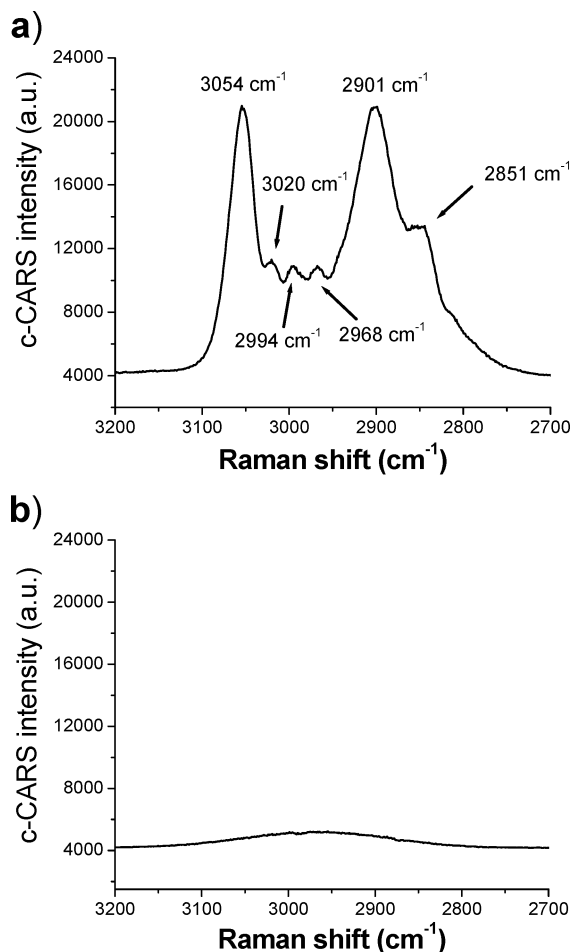 a)
24000
20000
16000
12000
8000
4000
c-CARS intensity (a.u.)
3054 cm-1
2901 cm-1
3020 cm-1
2851 cm-1
2994 cm-1
2968 cm-1
3200 3100 3000 2900 2800 2700
Raman shift (cm-1)
b)
24000
20000
16000
12000
8000
4000
c-CARS intensity (a.u.)
3200 3100 3000 2900 2800 2700
Raman shift (cm-1)